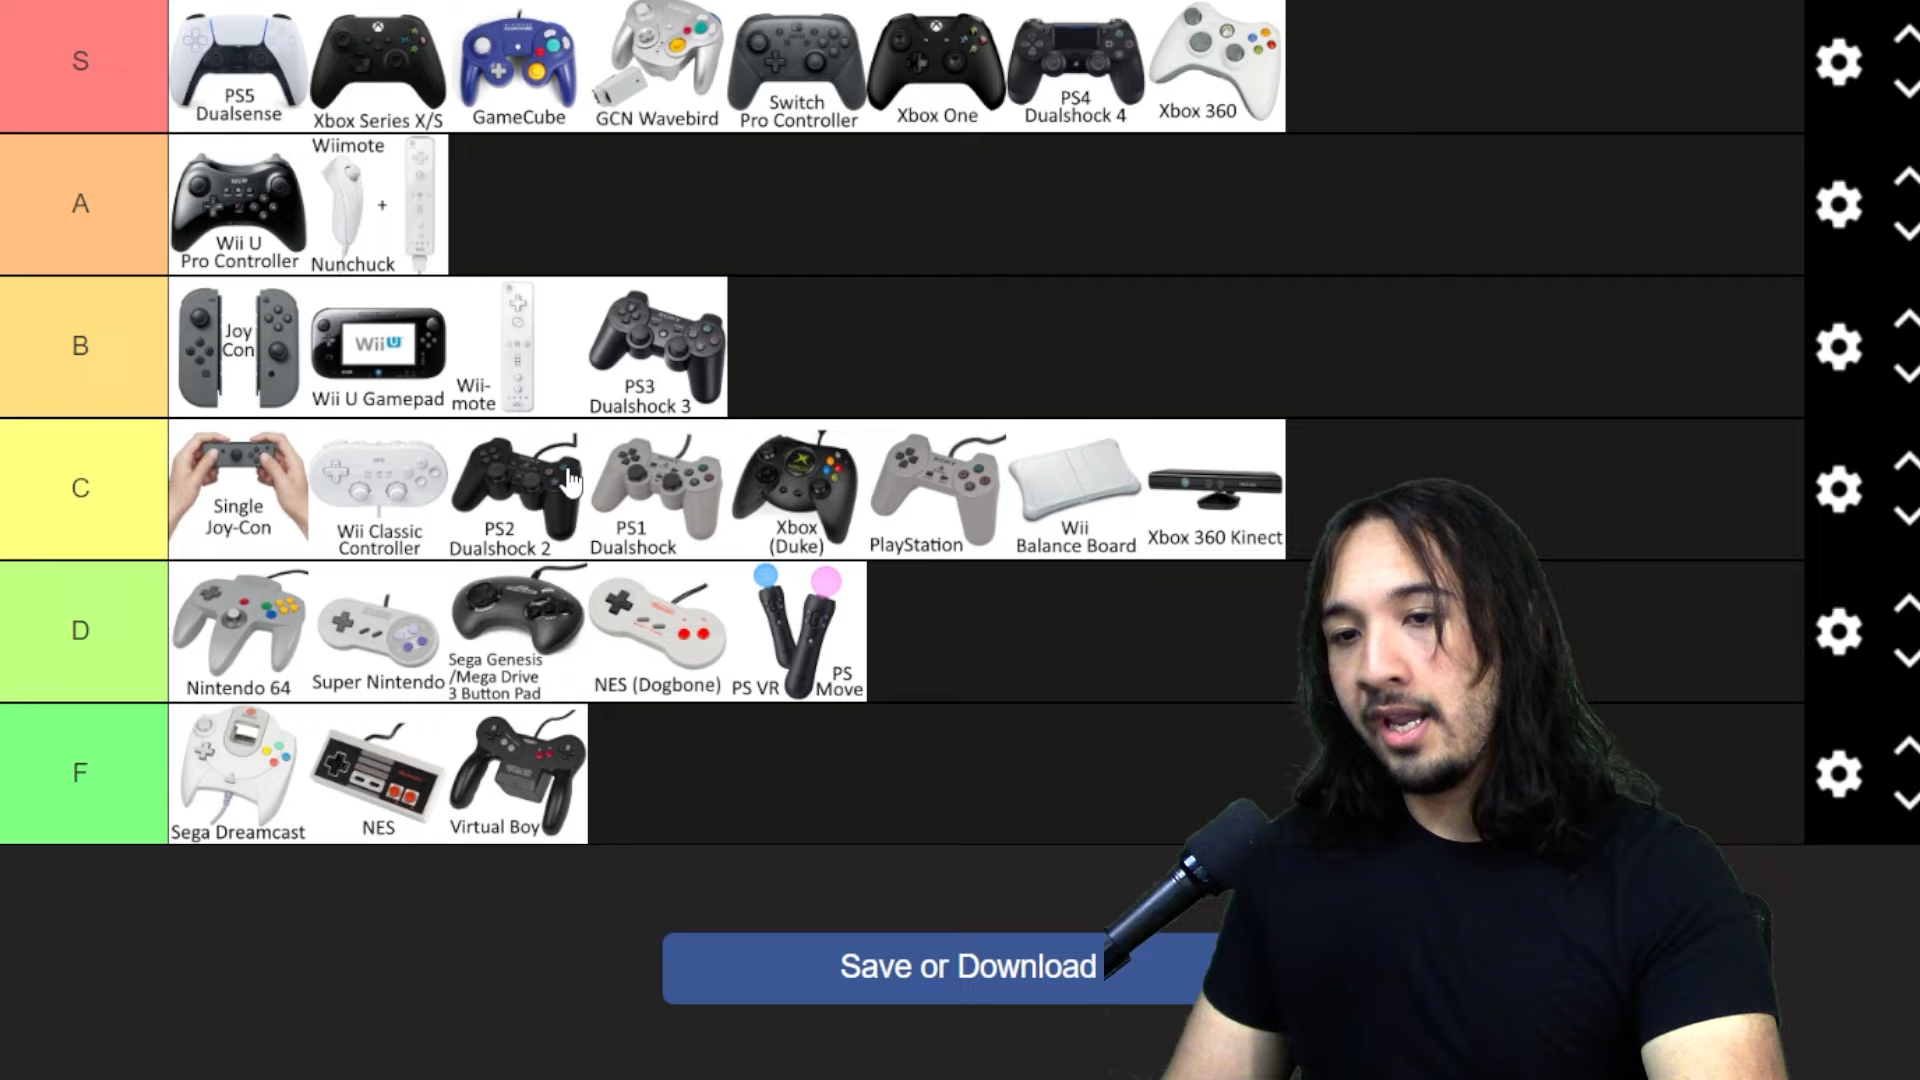 S
PS5
Dualsense
Xbox Series X/S
GameCube
GCN Wavebird
Switch
Pro Controller
Xbox One
PS4
Dualshock 4
Xbox 360
A
Wii U
Pro Controller
Wiimote
+
Nunchuck
B
Joy
Con
Wii U
Wii U Gamepad
Wii-
mote
PS3
Dualshock 3
C
Single
Joy-Con
Wii Classic
Controller
PS2
Dualshock 2
PS1
Dualshock
Xbox
(Duke)
PlayStation
Wii
Balance Board
Xbox 360 Kinect
D
Nintendo 64
Super Nintendo
Sega Genesis
/Mega Drive
3 Button Pad
NES (Dogbone)
PS VR
PS
Move
F
Sega Dreamcast
NES
Virtual Boy
Save or Download